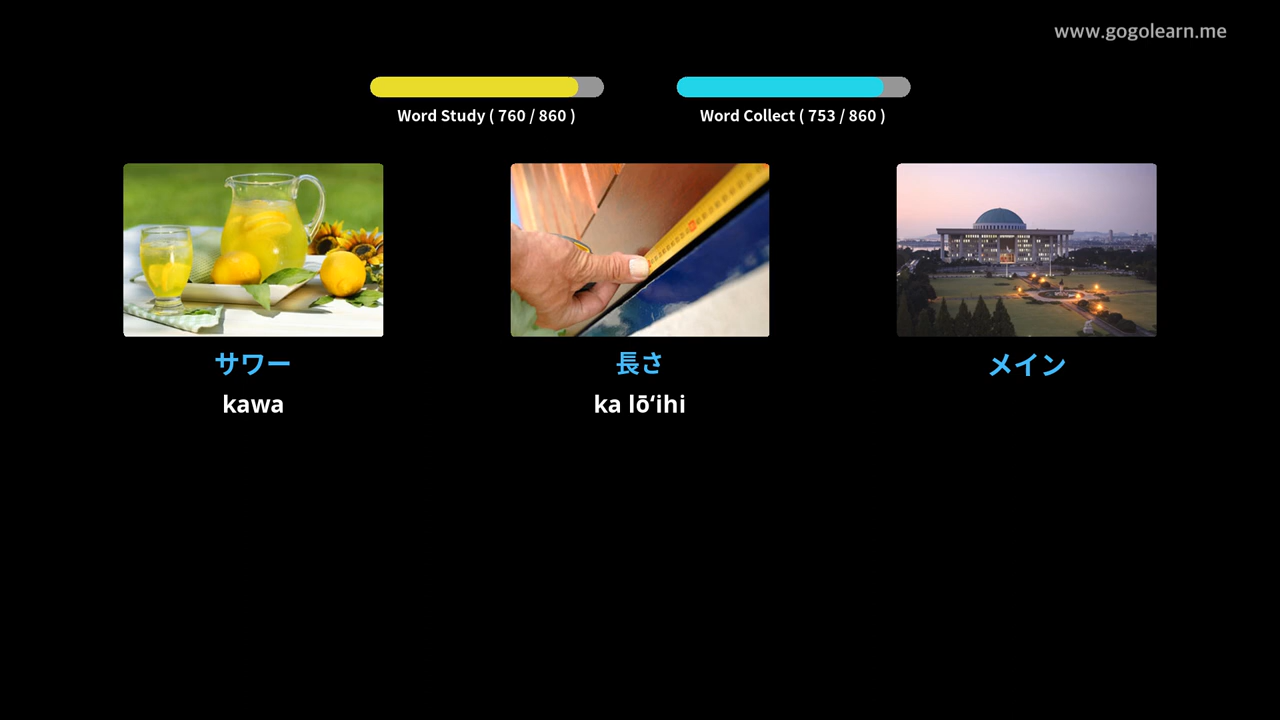 www.gogolearn.me
Word Study ( 760 / 860 )
Word Collect ( 753 / 860 )
サワー
長さ
メイン
kawa
ka lōʻihi